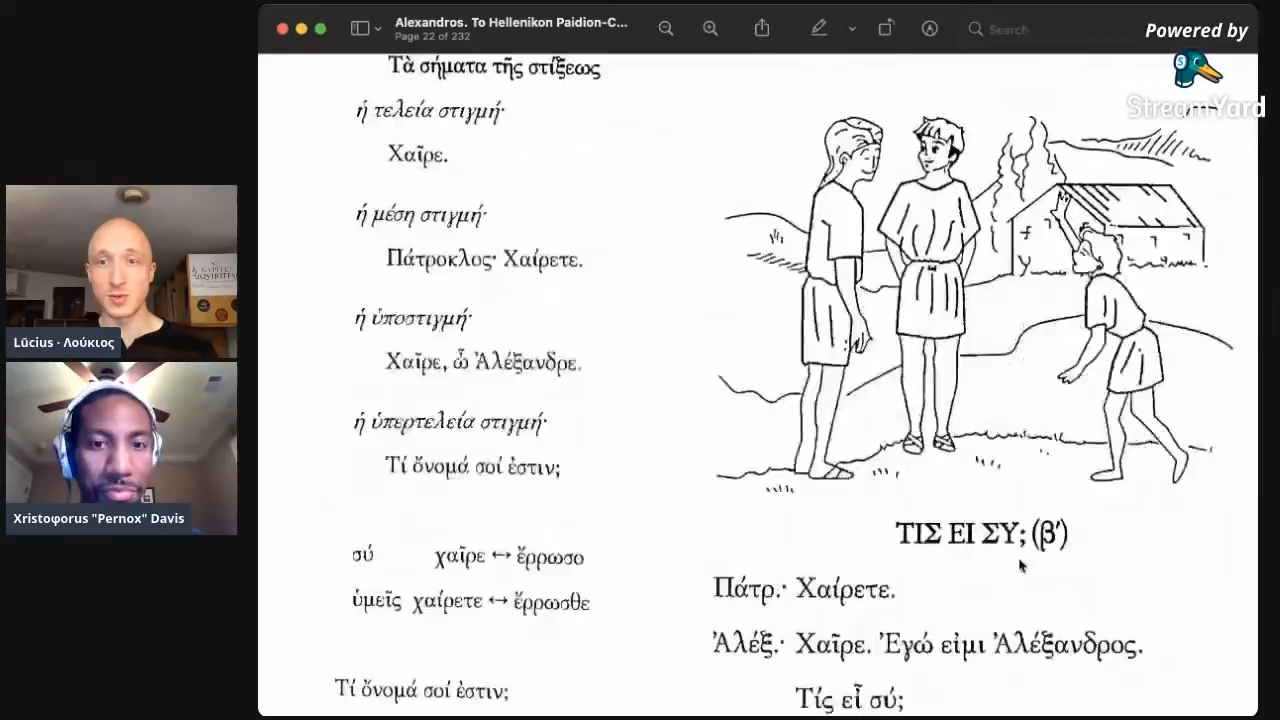 Alexandros. To Hellenikon Paidion-C...
Page 22 of 232
Search
Powered by
StreamYard
Τὰ σήματα τῆς στίξεως
ἡ τελεία στιγμή·
Χαῖρε.
ἡ μέση στιγμή·
Πάτροκλος· Χαίρετε.
ἡ ὑποστιγμή·
Χαῖρε, ὦ Ἀλέξανδρε.
ἡ ὑπερτελεία στιγμή·
Τί ὄνομά σοί ἐστιν;
σύ χαῖρε ↔ ἔρρωσο
ὑμεῖς χαίρετε ↔ ἔρρωσθε
Τί ὄνομά σοί ἐστιν;
ΤΙΣ ΕΙ ΣΥ; (β′)
Πάτρ.· Χαίρετε.
Ἀλέξ.· Χαῖρε. Ἐγώ εἰμι Ἀλέξανδρος.
Τίς εἶ σύ;
QVIRITES
Lūcius · Λούκιος
Xristoφorus "Pernox" Davis